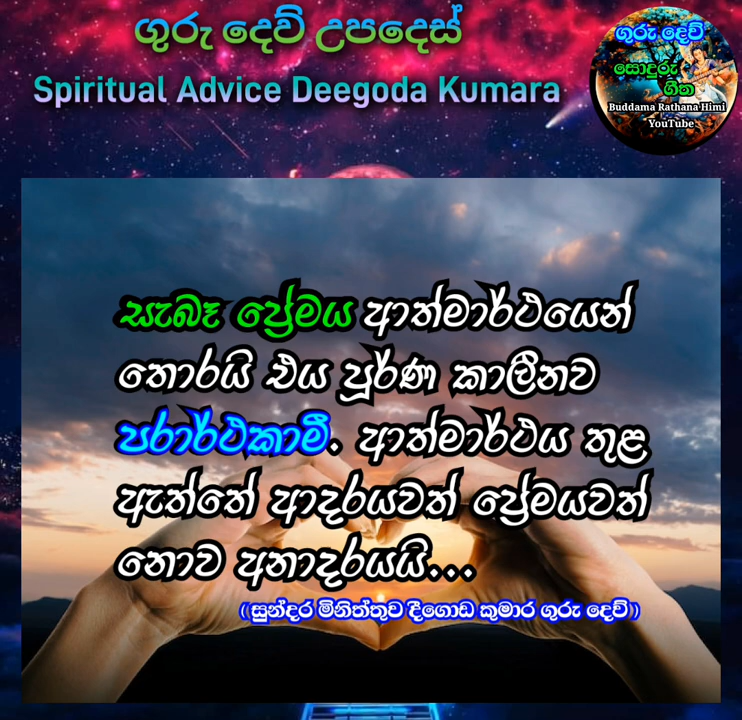 ගුරු දෙව් උපදෙස්
Spiritual Advice Deegoda Kumara
ගුරු දෙව්
සොඳුරු
ගීත
Buddama Rathana Himi
YouTube
සැබෑ ප්‍රේමය ආත්මාර්ථයෙන්
තොරයි එය පූර්ණ කාලීනව
පරාර්ථකාමී. ආත්මාර්ථය තුළ
ඇත්තේ ආදරයවත් ප්‍රේමයවත්
නොව අනාදරයයි...
((සුන්දර මිනිත්තුව දීගොඩ කුමාර ගුරු දෙව්))